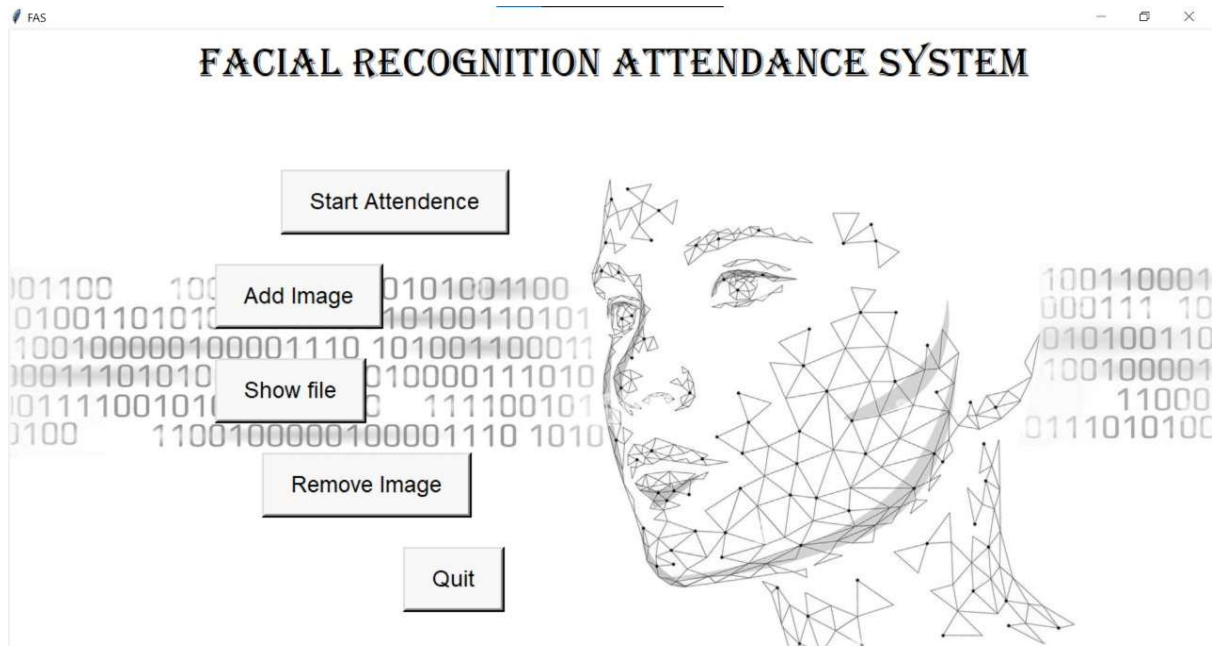 FAS
FACIAL RECOGNITION ATTENDANCE SYSTEM
Start Attendence
Add Image
Show file
Remove Image
Quit